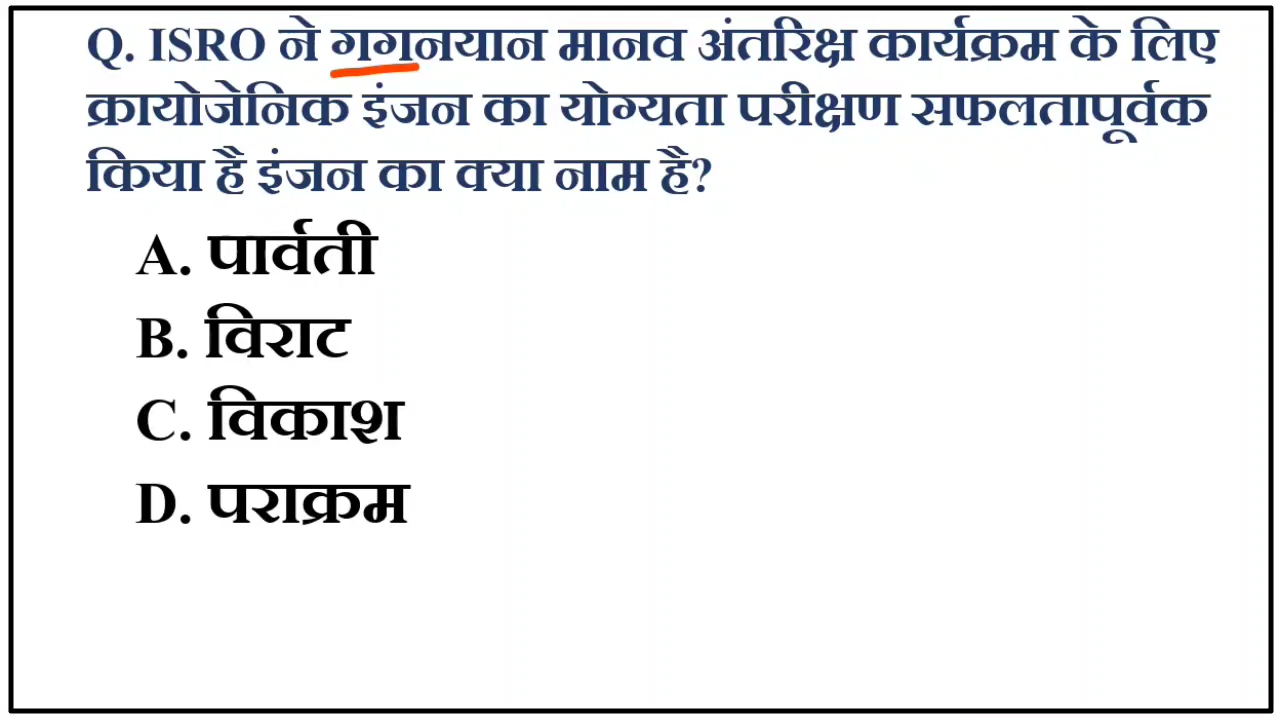 Q. ISRO ने गगनयान मानव अंतरिक्ष कार्यक्रम के लिए
क्रायोजेनिक इंजन का योग्यता परीक्षण सफलतापूर्वक
किया है इंजन का क्या नाम है?
A. पार्वती
B. विराट
C. विकाश
D. पराक्रम